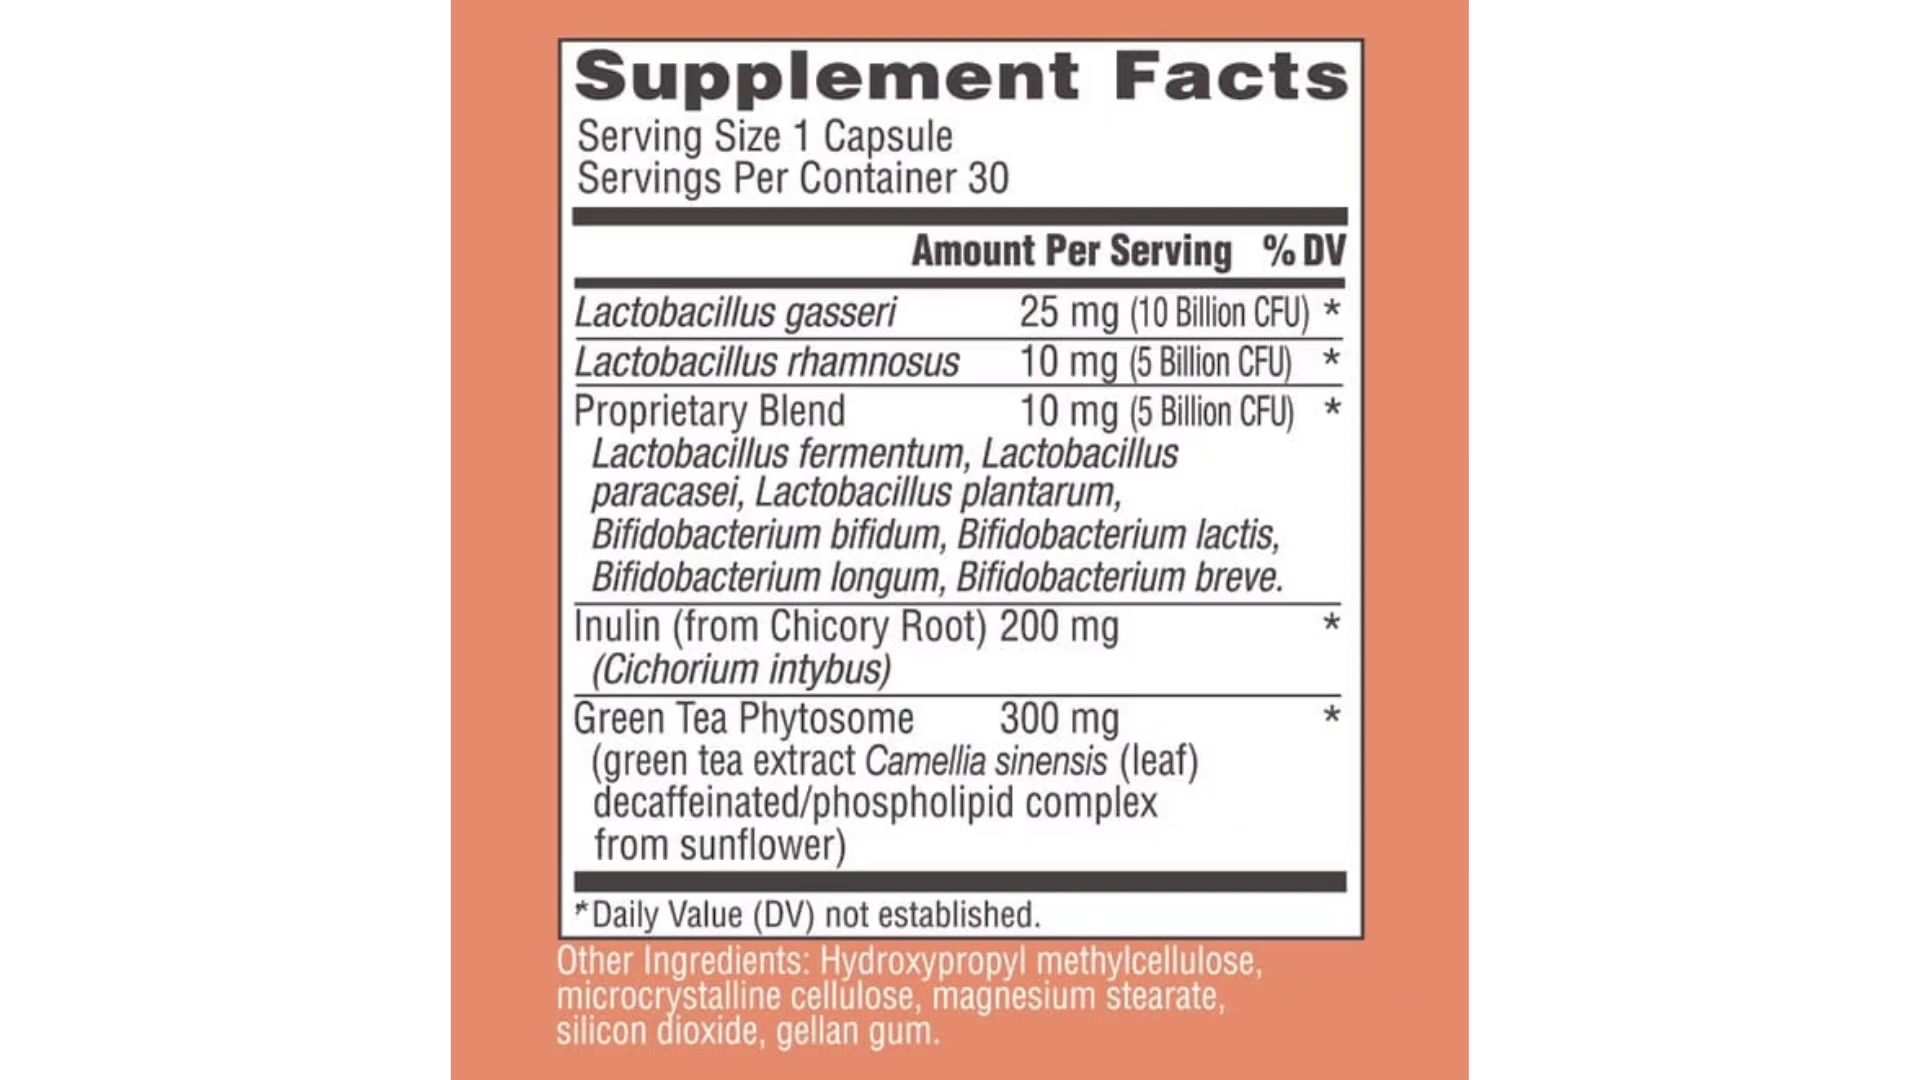 Supplement Facts
Serving Size 1 Capsule
Servings Per Container 30
Amount Per Serving % DV
Lactobacillus gasseri 25 mg (10 Billion CFU) *
Lactobacillus rhamnosus 10 mg (5 Billion CFU) *
Proprietary Blend 10 mg (5 Billion CFU) *
Lactobacillus fermentum, Lactobacillus
paracasei, Lactobacillus plantarum,
Bifidobacterium bifidum, Bifidobacterium lactis,
Bifidobacterium longum, Bifidobacterium breve.
Inulin (from Chicory Root) 200 mg *
(Cichorium intybus)
Green Tea Phytosome 300 mg *
(green tea extract Camellia sinensis (leaf)
decaffeinated/phospholipid complex
from sunflower)
*Daily Value (DV) not established.
Other Ingredients: Hydroxypropyl methylcellulose,
microcrystalline cellulose, magnesium stearate,
silicon dioxide, gellan gum.